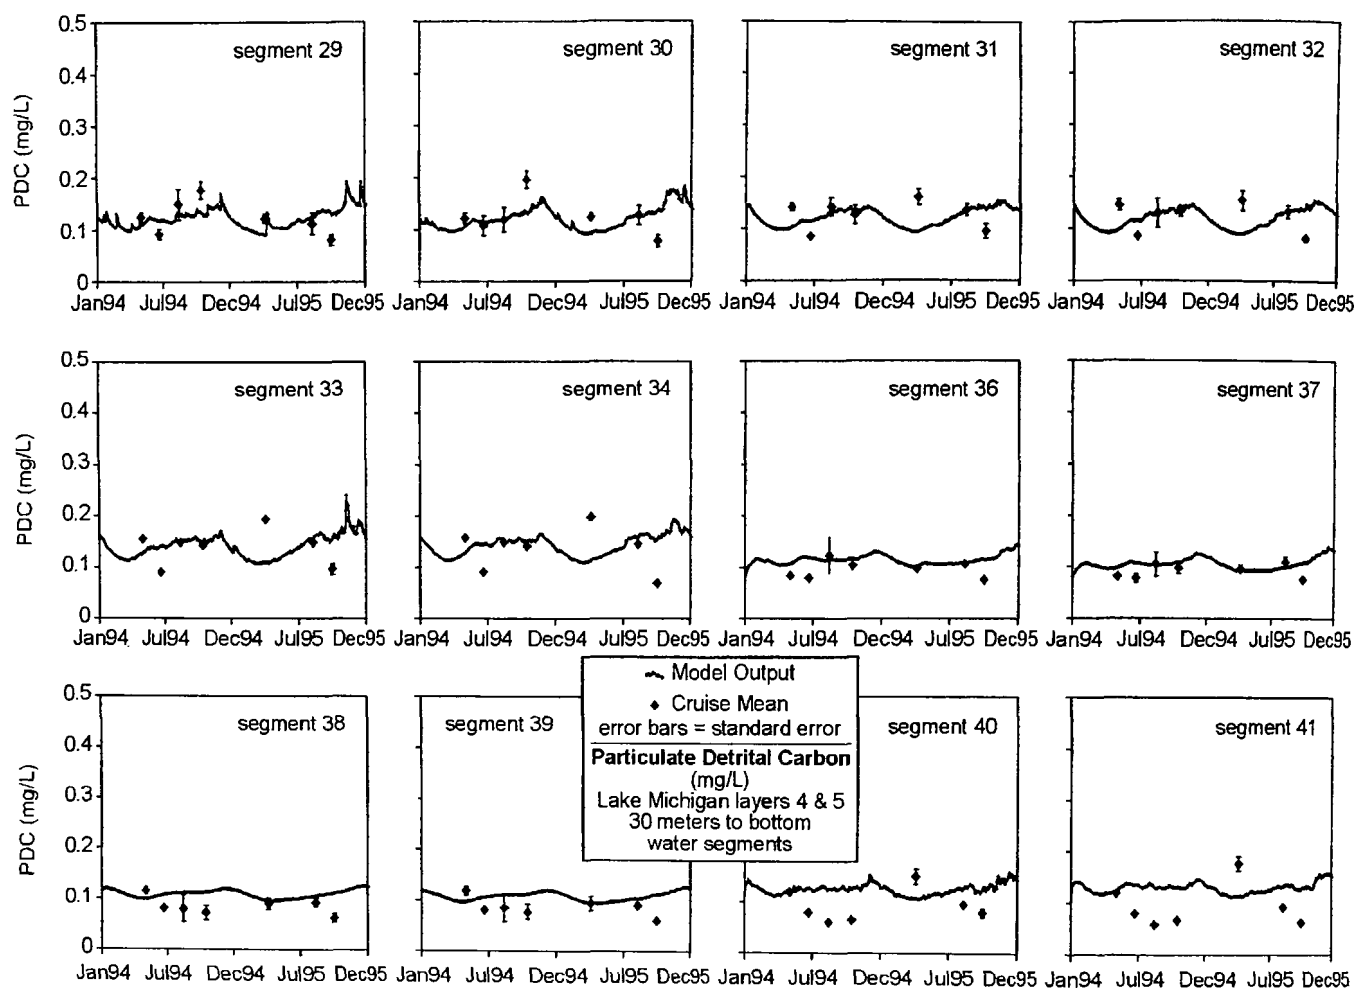 segment 29
segment 30
segment 31
segment 32
PDC (mg/L)
0.5
0.4
0.3
0.2
0.1
0
Jan94 Jul94 Dec94 Jul95 Dec95
Jan94 Jul94 Dec94 Jul95 Dec95
Jan94 Jul94 Dec94 Jul95 Dec95
Jan94 Jul94 Dec94 Jul95 Dec95
segment 33
segment 34
segment 36
segment 37
PDC (mg/L)
0.5
0.4
0.3
0.2
0.1
0
Jan94 Jul94 Dec94 Jul95 Dec95
Jan94 Jul94 Dec94 Jul95 Dec95
Jan94 Jul94 Dec94 Jul95 Dec95
Jan94 Jul94 Dec94 Jul95 Dec95
Model Output
Cruise Mean
error bars = standard error
Particulate Detrital Carbon
(mg/L)
Lake Michigan layers 4 & 5
30 meters to bottom
water segments
segment 38
segment 39
segment 40
segment 41
PDC (mg/L)
0.5
0.4
0.3
0.2
0.1
0
Jan94 Jul94 Dec94 Jul95 Dec95
Jan94 Jul94 Dec94 Jul95 Dec95
Jan94 Jul94 Dec94 Jul95 Dec95
Jan94 Jul94 Dec94 Jul95 Dec95